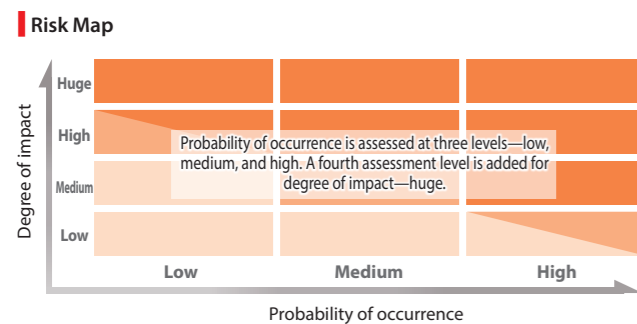 Risk Map
Degree of impact
Huge
High
Medium
Low
Probability of occurrence is assessed at three levels—low,
medium, and high. A fourth assessment level is added for
degree of impact—huge.
Low Medium High
Probability of occurrence